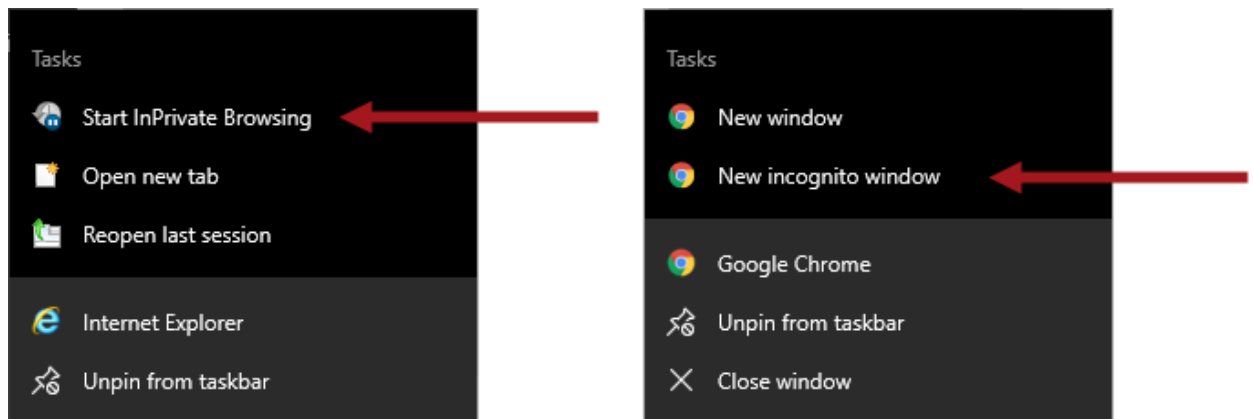 Tasks
Start InPrivate Browsing
Open new tab
Reopen last session
Internet Explorer
Unpin from taskbar
Tasks
New window
New incognito window
Google Chrome
Unpin from taskbar
Close window